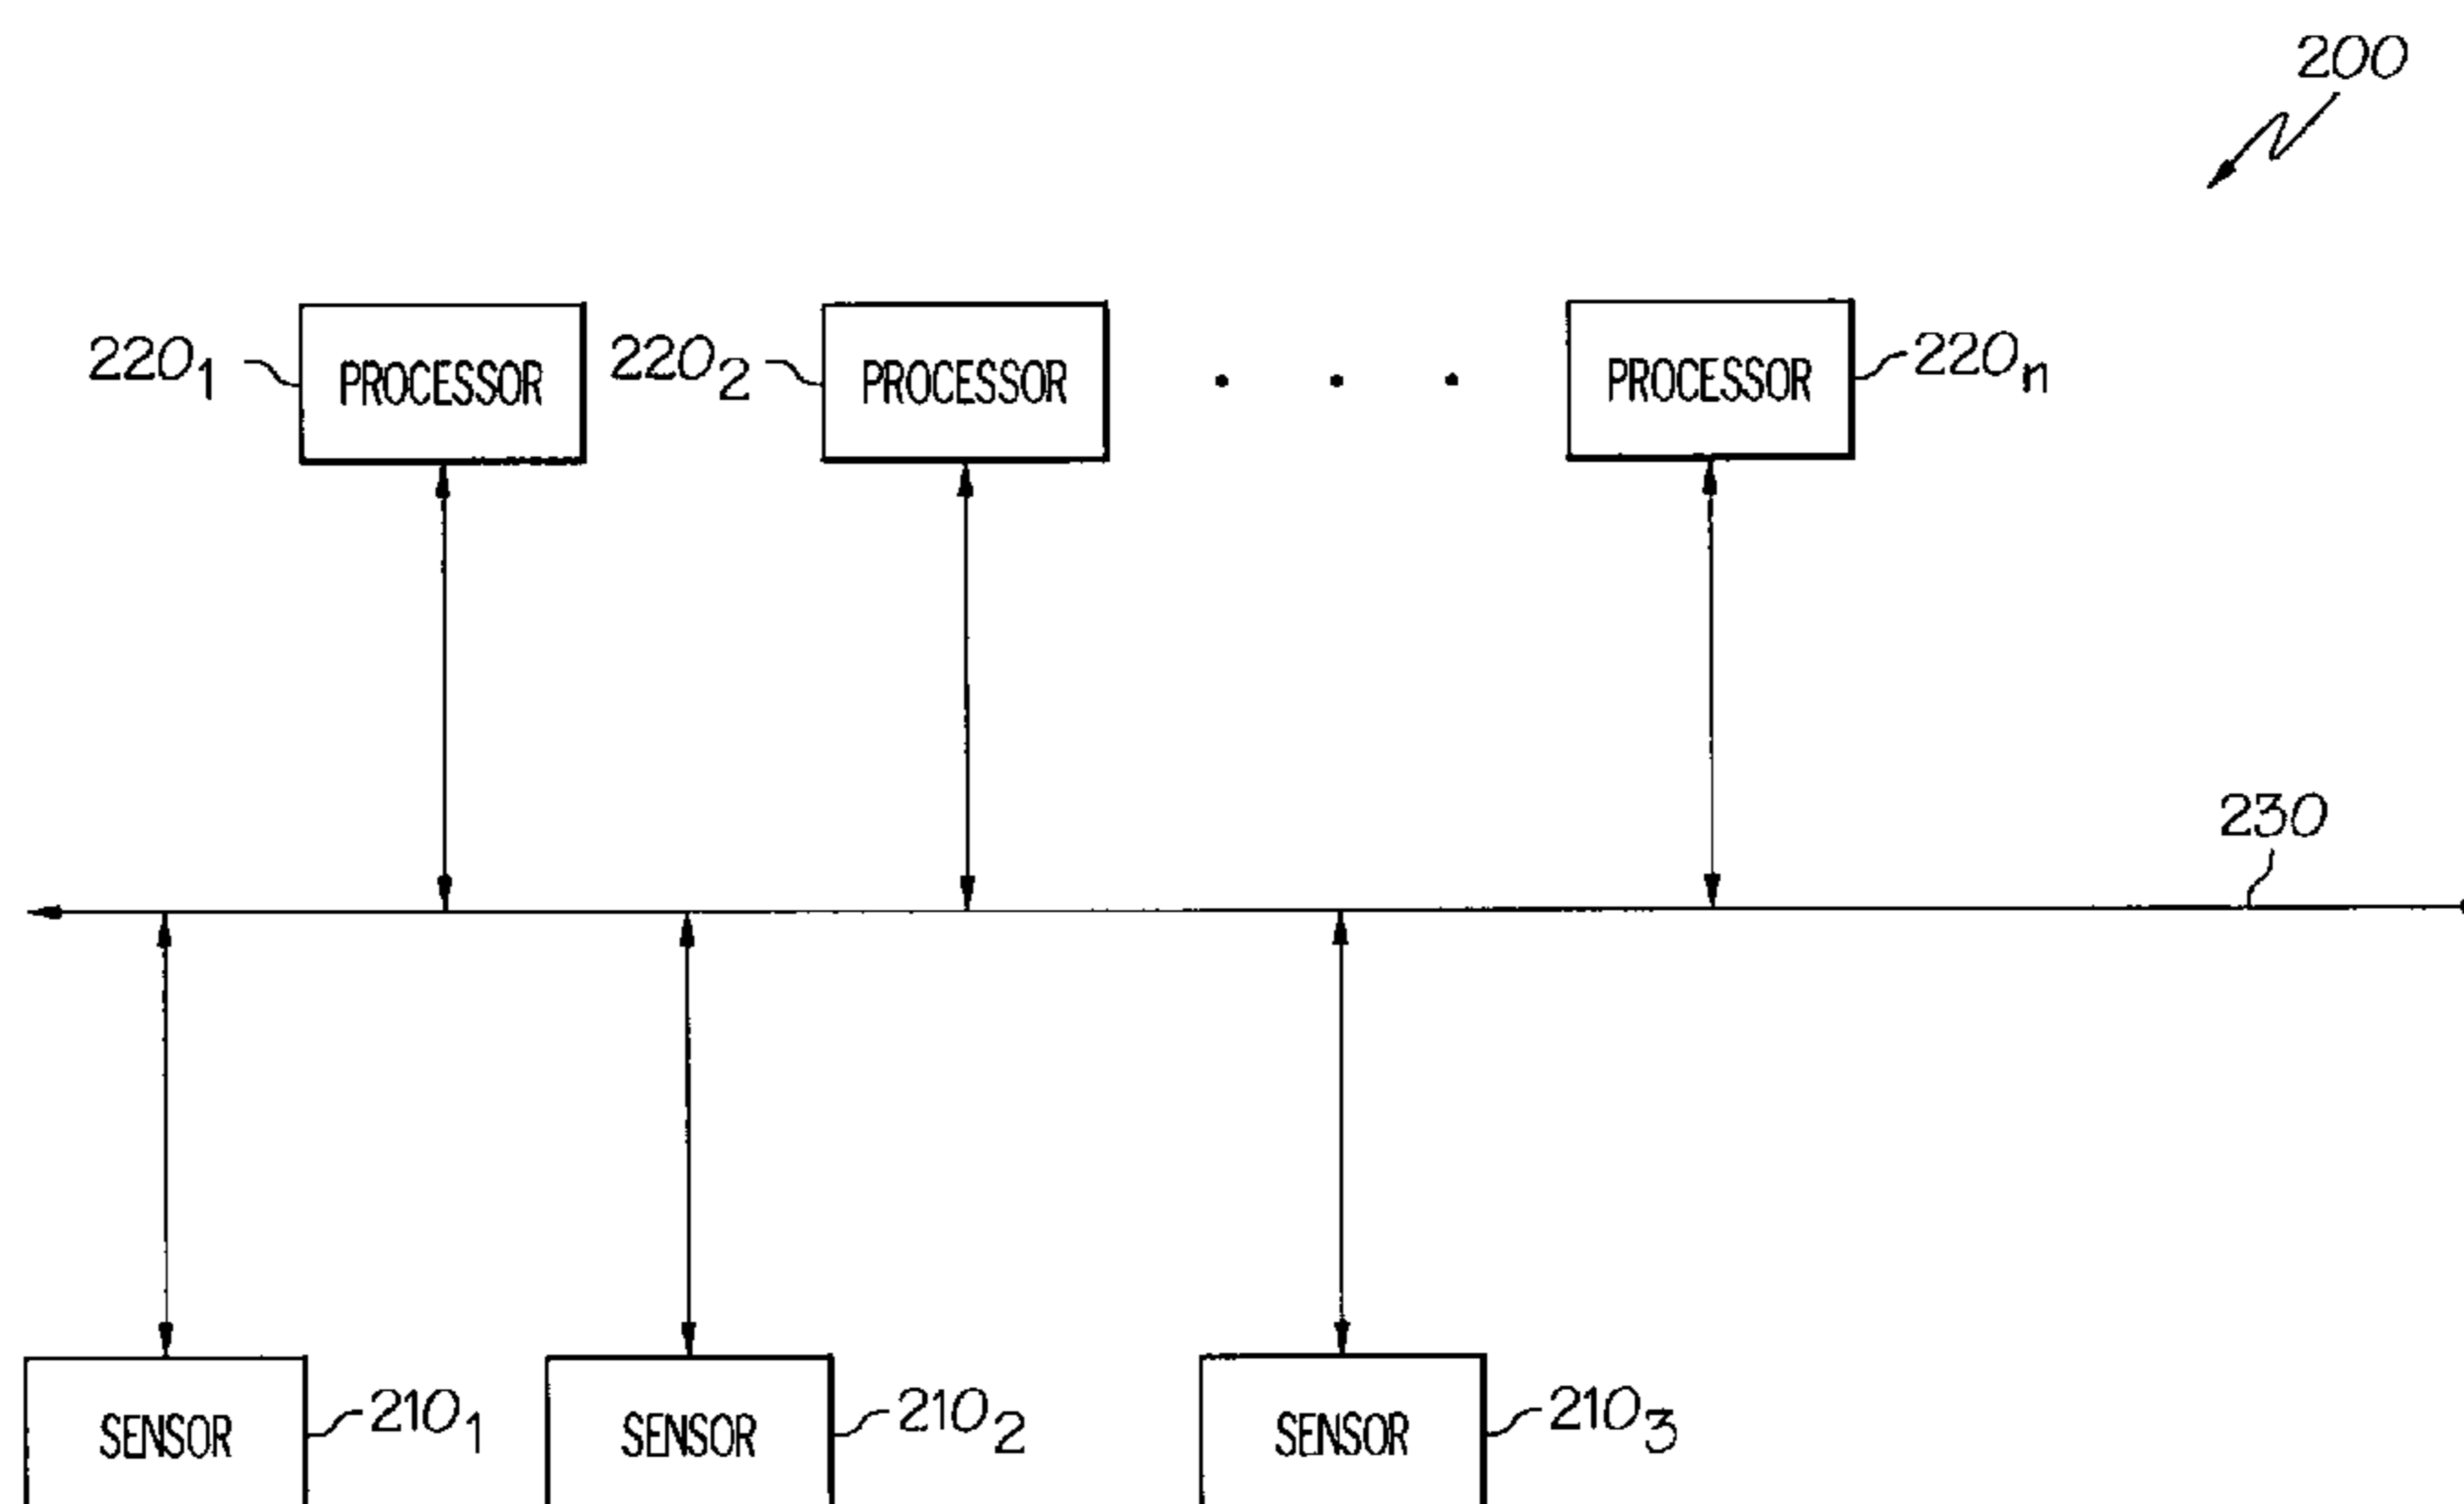 200
220₁ PROCESSOR 220₂ PROCESSOR . . . PROCESSOR 220ₙ
230
SENSOR 210₁ SENSOR 210₂ SENSOR 210₃